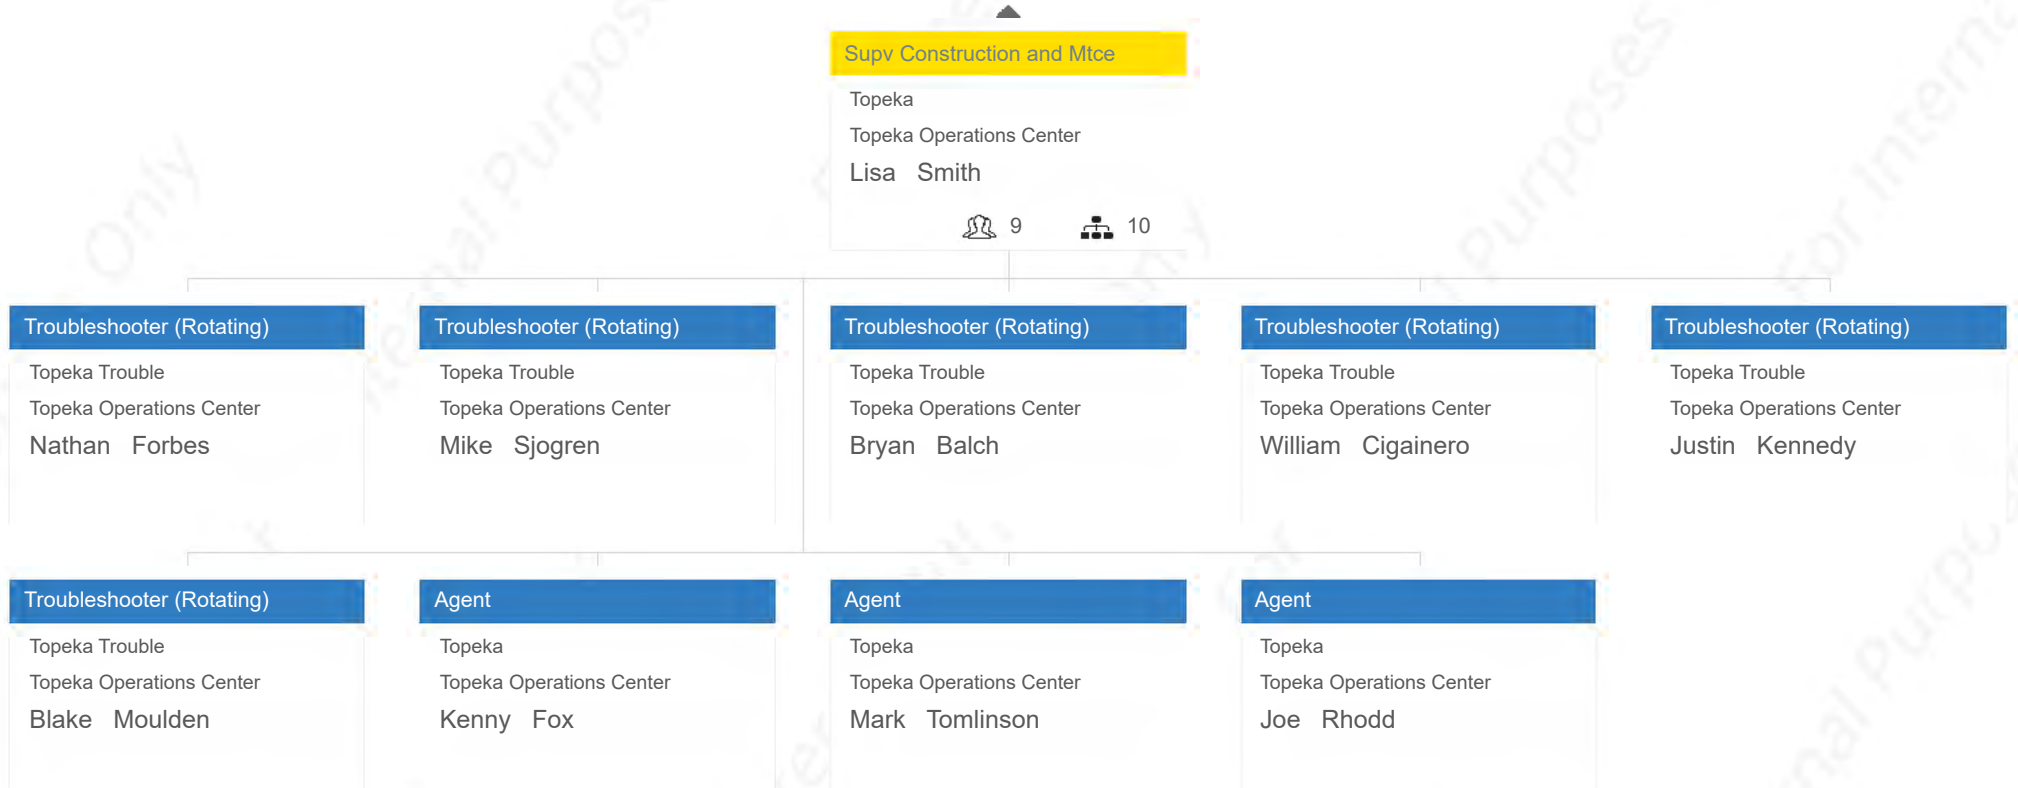 Supv Construction and Mtce
Topeka
Topeka Operations Center
Lisa Smith
9 10
Troubleshooter (Rotating)
Topeka Trouble
Topeka Operations Center
Nathan Forbes
Troubleshooter (Rotating)
Topeka Trouble
Topeka Operations Center
Mike Sjogren
Troubleshooter (Rotating)
Topeka Trouble
Topeka Operations Center
Bryan Balch
Troubleshooter (Rotating)
Topeka Trouble
Topeka Operations Center
William Cigainero
Troubleshooter (Rotating)
Topeka Trouble
Topeka Operations Center
Justin Kennedy
Troubleshooter (Rotating)
Topeka Trouble
Topeka Operations Center
Blake Moulden
Agent
Topeka
Topeka Operations Center
Kenny Fox
Agent
Topeka
Topeka Operations Center
Mark Tomlinson
Agent
Topeka
Topeka Operations Center
Joe Rhodd